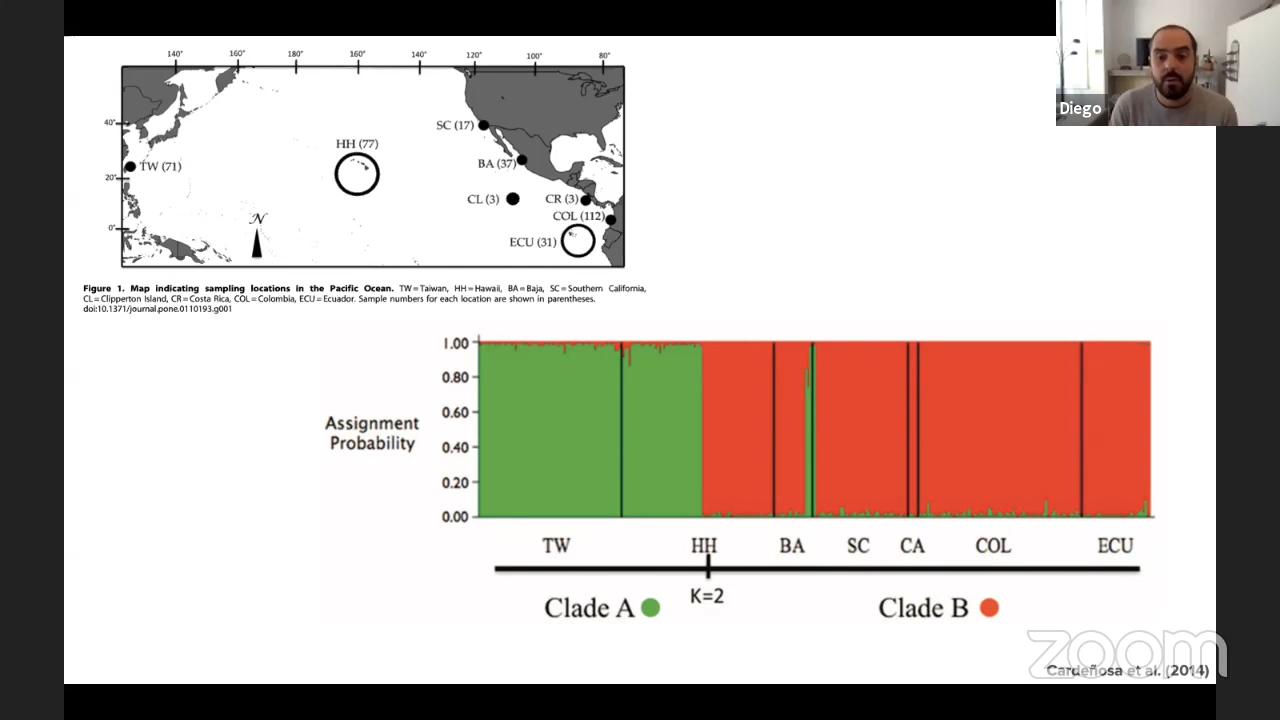 140° 160° 180° 160° 140° 120° 100° 80°
40°
20°
0°
TW (71)
HH (77)
SC (17)
BA (37)
CL (3)
CR (3)
COL (112)
ECU (31)
N
Figure 1. Map indicating sampling locations in the Pacific Ocean. TW = Taiwan, HH = Hawaii, BA = Baja, SC = Southern California,
CL = Clipperton Island, CR = Costa Rica, COL = Colombia, ECU = Ecuador. Sample numbers for each location are shown in parentheses.
doi:10.1371/journal.pone.0110193.g001
Diego
Assignment
Probability
1.00
0.80
0.60
0.40
0.20
0.00
TW HH BA SC CA COL ECU
K=2
Clade A
Clade B
zoom
Cardeñosa et al. (2014)